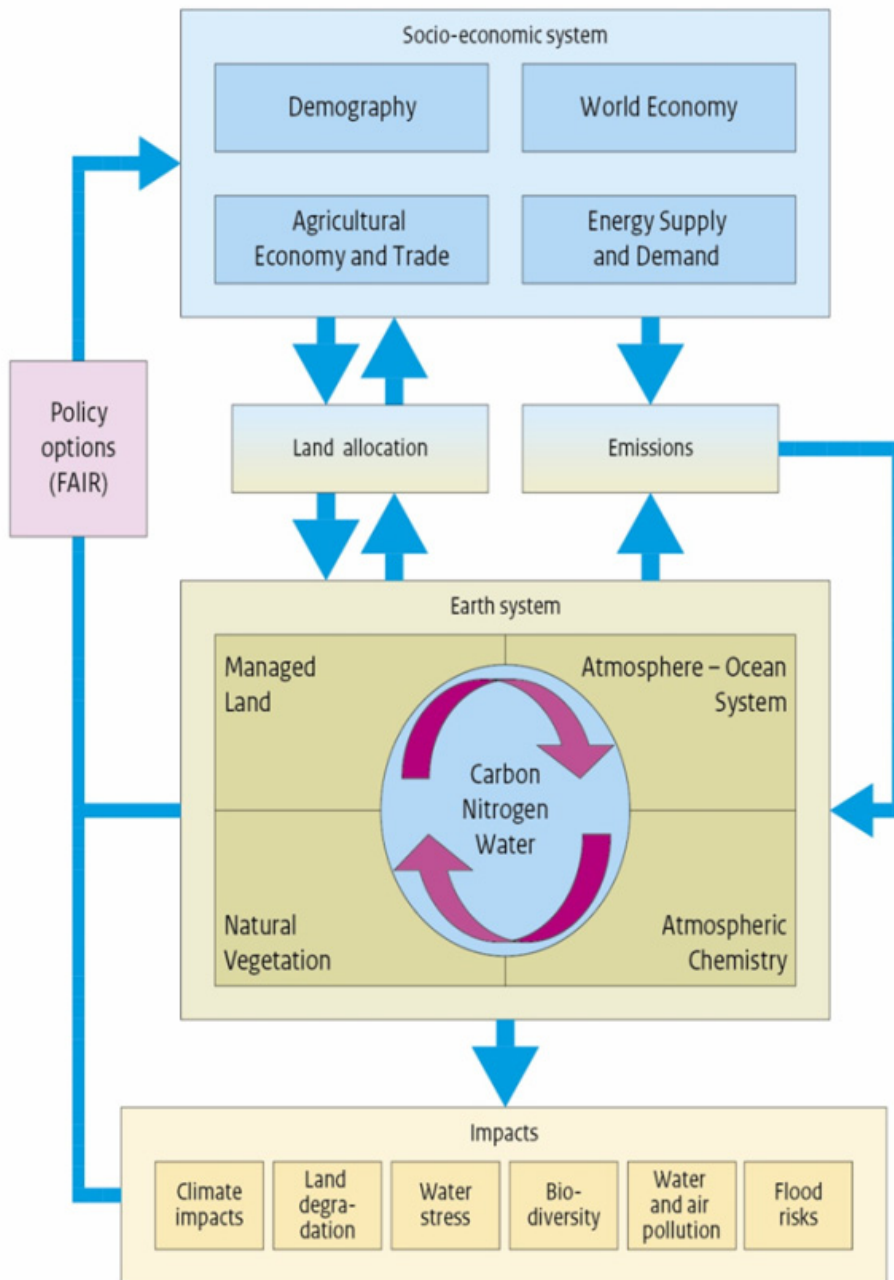 Socio-economic system
Demography
World Economy
Agricultural
Economy and Trade
Energy Supply
and Demand
Policy
options
(FAIR)
Land allocation
Emissions
Earth system
Managed
Land
Atmosphere – Ocean
System
Carbon
Nitrogen
Water
Natural
Vegetation
Atmospheric
Chemistry
Impacts
Climate
impacts
Land
degra-
dation
Water
stress
Bio-
diversity
Water
and air
pollution
Flood
risks